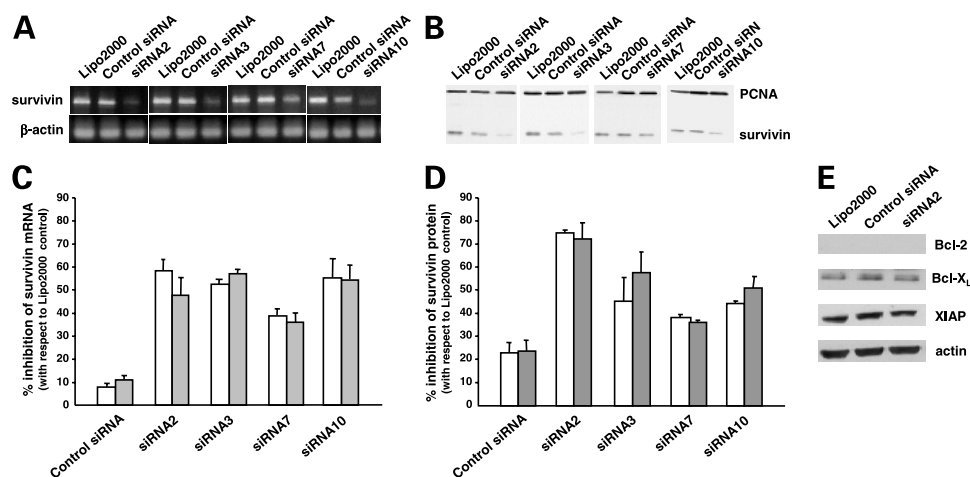 A
Lipo2000 Control siRNA siRNA2 Lipo2000 Control siRNA siRNA3 Lipo2000 Control siRNA siRNA7 Lipo2000 Control siRNA siRNA10
survivin
β-actin
B
Lipo2000 Control siRNA siRNA2 Lipo2000 Control siRNA siRNA3 Lipo2000 Control siRNA siRNA7 Lipo2000 Control siRN siRNA10
PCNA
survivin
C
% inhibition of survivin mRNA
(with respect to Lipo2000 control)
90
80
70
60
50
40
30
20
10
0
Control siRNA siRNA2 siRNA3 siRNA7 siRNA10
D
% inhibition of survivin protein
(with respect to Lipo2000 control)
90
80
70
60
50
40
30
20
10
0
Control siRNA siRNA2 siRNA3 siRNA7 siRNA10
E
Lipo2000 Control siRNA siRNA2
Bcl-2
Bcl-XL
XIAP
actin